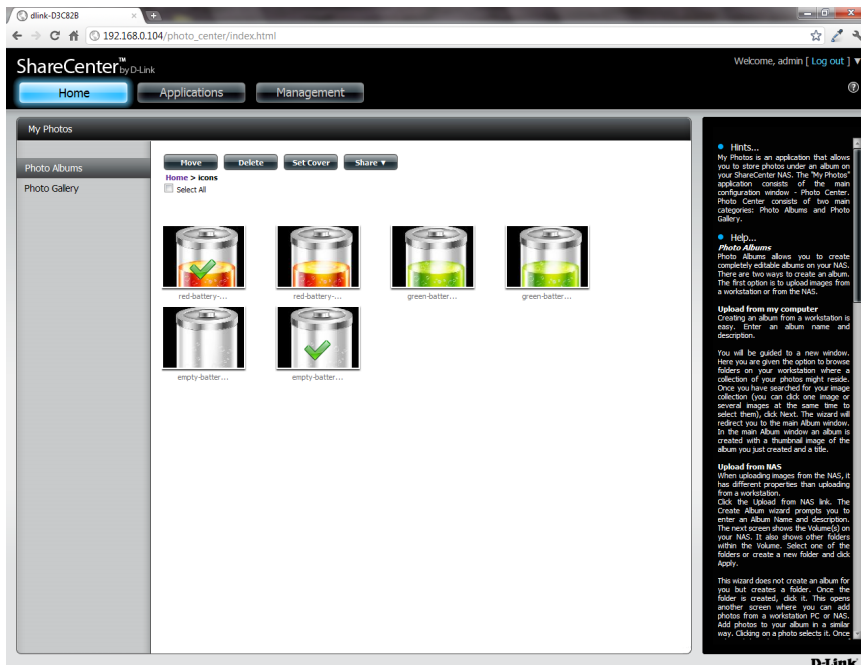 dlink-D3C82B
192.168.0.104/photo_center/index.html
ShareCenter™ by D-Link
Welcome, admin [ Log out ] ▼
Home
Applications
Management
My Photos
Photo Albums
Photo Gallery
Move
Delete
Set Cover
Share ▼
Home > icons
Select All
red-battery-...
red-battery-...
green-batter...
green-batter...
empty-batter...
empty-batter...
Hints...
My Photos is an application that allows
you to store photos under an album on
your ShareCenter NAS. The "My Photos"
application consists of the main
configuration window - Photo Center.
Photo Center consists of two main
categories: Photo Albums and Photo
Gallery.
Help...
Photo Albums
Photo Albums allows you to create
completely editable albums on your NAS.
There are two ways to create an album.
The first option is to upload images from
a workstation or from the NAS.
Upload from my computer
Creating an album from a workstation is
easy. Enter an album name and
description.
You will be guided to a new window.
Here you are given the option to browse
folders on your workstation where a
collection of your photos might reside.
Once you have searched for your image
collection (you can click one image or
several images at the same time to
select them), click Next. The wizard will
redirect you to the main Album window.
In the main Album window an album is
created with a thumbnail image of the
album you just created and a title.
Upload from NAS
When uploading images from the NAS, it
has different properties than uploading
from a workstation.
Click the Upload from NAS link. The
Create Album wizard prompts you to
enter an Album Name and description.
The next screen shows the Volume(s) on
your NAS. It also shows other folders
within the Volume. Select one of the
folders or create a new folder and click
Apply.
This wizard does not create an album for
you but creates a folder. Once the
folder is created, click it. This opens
another screen where you can add
photos from a workstation PC or NAS.
Add photos to your album in a similar
way. Clicking on a photo selects it. Once
D-Link